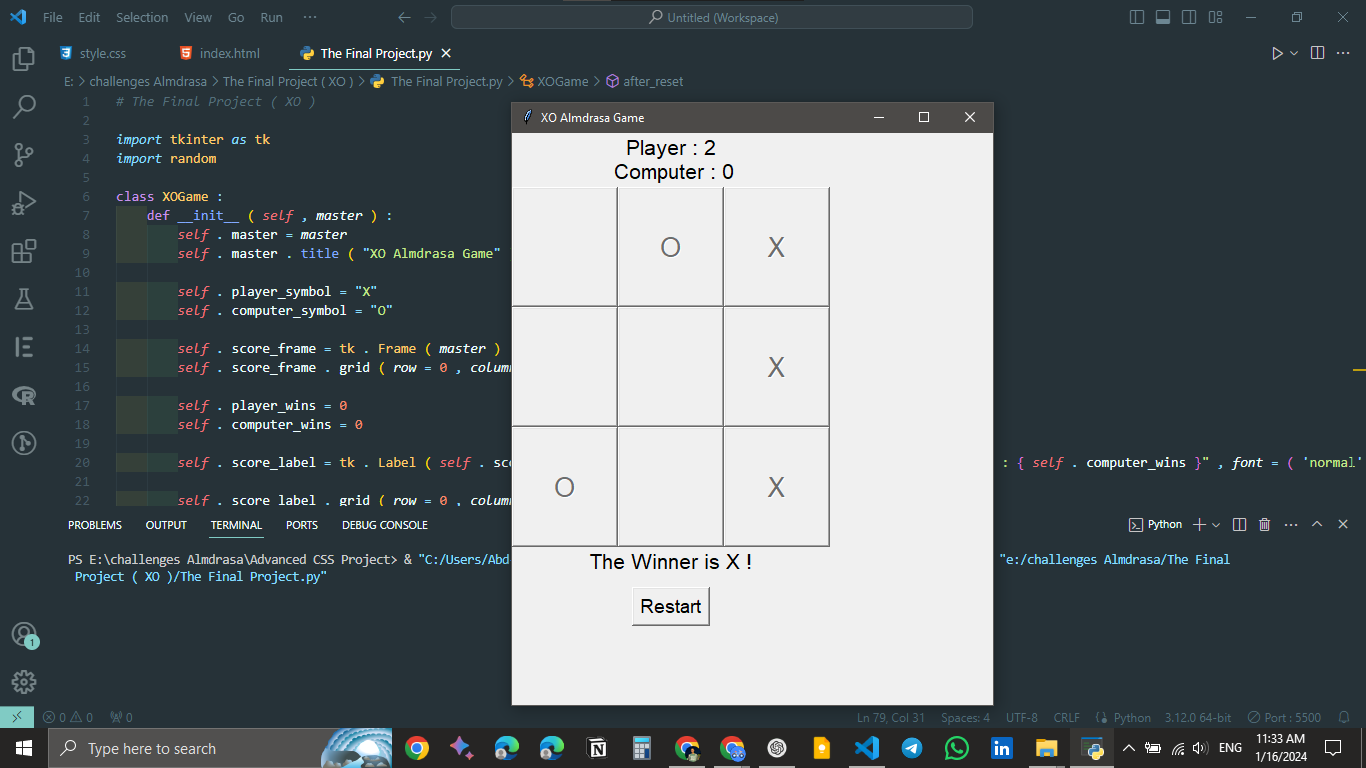 File Edit Selection View Go Run ··· Untitled (Workspace)
style.css index.html The Final Project.py
E: > challenges Almdrasa > The Final Project ( XO ) > The Final Project.py > XOGame > after_reset
1 # The Final Project ( XO )
2
3 import tkinter as tk
4 import random
5
6 class XOGame :
7 def __init__ ( self , master ) :
8 self . master = master
9 self . master . title ( "XO Almdrasa Game"
10
11 self . player_symbol = "X"
12 self . computer_symbol = "O"
13
14 self . score_frame = tk . Frame ( master )
15 self . score_frame . grid ( row = 0 , colum
16
17 self . player_wins = 0
18 self . computer_wins = 0
19
20 self . score_label = tk . Label ( self . sco : { self . computer_wins }" , font = ( 'normal'
21
22 self . score_label . grid ( row = 0 , colum
XO Almdrasa Game
Player : 2
Computer : 0
O X
X
O X
The Winner is X !
Restart
PROBLEMS OUTPUT TERMINAL PORTS DEBUG CONSOLE Python
PS E:\challenges Almdrasa\Advanced CSS Project> & "C:/Users/Abd "e:/challenges Almdrasa/The Final
Project ( XO )/The Final Project.py"
1
0 0 0 Ln 79, Col 31 Spaces: 4 UTF-8 CRLF Python 3.12.0 64-bit Port : 5500
Type here to search ENG 11:33 AM
1/16/2024